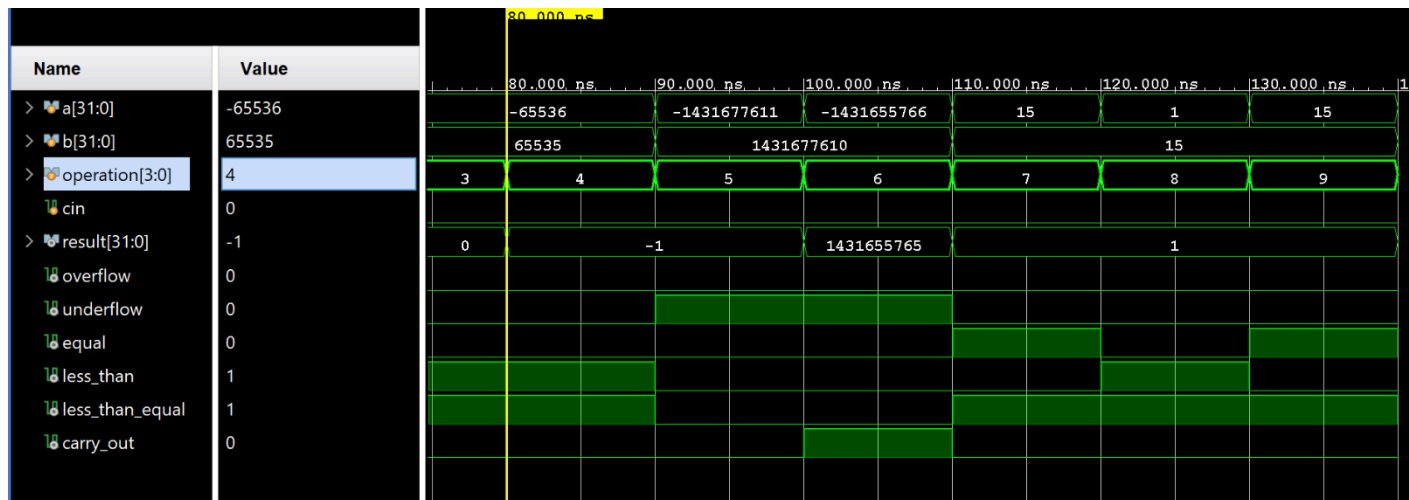 80.000 ns
Name Value
80.000 ns 90.000 ns 100.000 ns 110.000 ns 120.000 ns 130.000 ns 1
a[31:0] -65536 -65536 -1431677611 -1431655766 15 1 15
b[31:0] 65535 65535 1431677610 15
operation[3:0] 4 3 4 5 6 7 8 9
cin 0
result[31:0] -1 0 -1 1431655765 1
overflow 0
underflow 0
equal 0
less_than 1
less_than_equal 1
carry_out 0